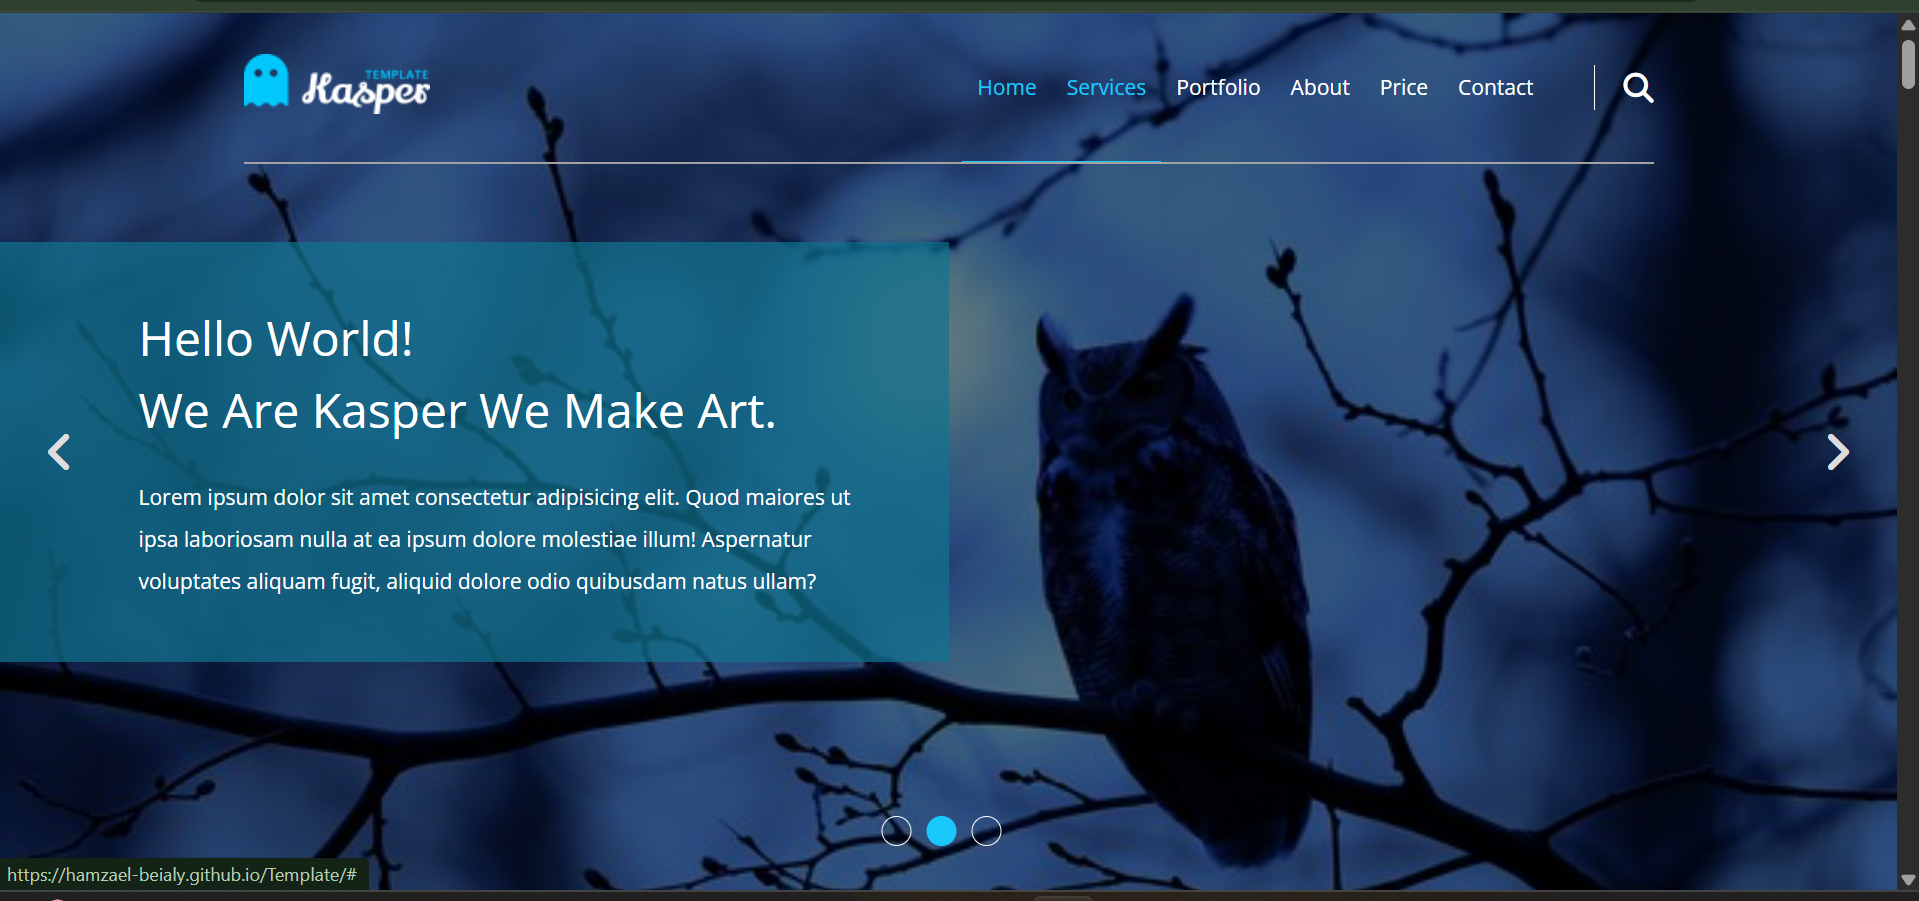 TEMPLATE
Kasper
Home Services Portfolio About Price Contact
Hello World!
We Are Kasper We Make Art.
Lorem ipsum dolor sit amet consectetur adipisicing elit. Quod maiores ut
ipsa laboriosam nulla at ea ipsum dolore molestiae illum! Aspernatur
voluptates aliquam fugit, aliquid dolore odio quibusdam natus ullam?
https://hamzael-beialy.github.io/Template/#